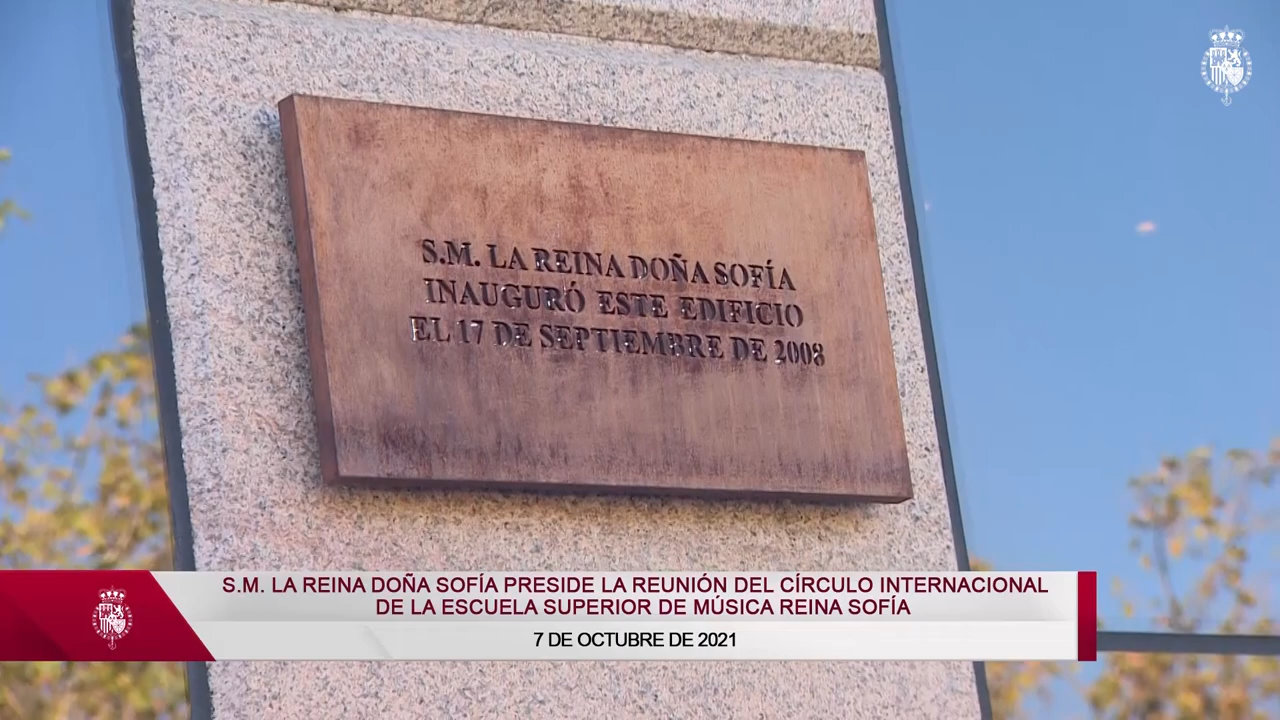 S.M. LA REINA DOÑA SOFÍA
INAUGURÓ ESTE EDIFICIO
EL 17 DE SEPTIEMBRE DE 2008
S.M. LA REINA DOÑA SOFÍA PRESIDE LA REUNIÓN DEL CÍRCULO INTERNACIONAL
DE LA ESCUELA SUPERIOR DE MÚSICA REINA SOFÍA
7 DE OCTUBRE DE 2021